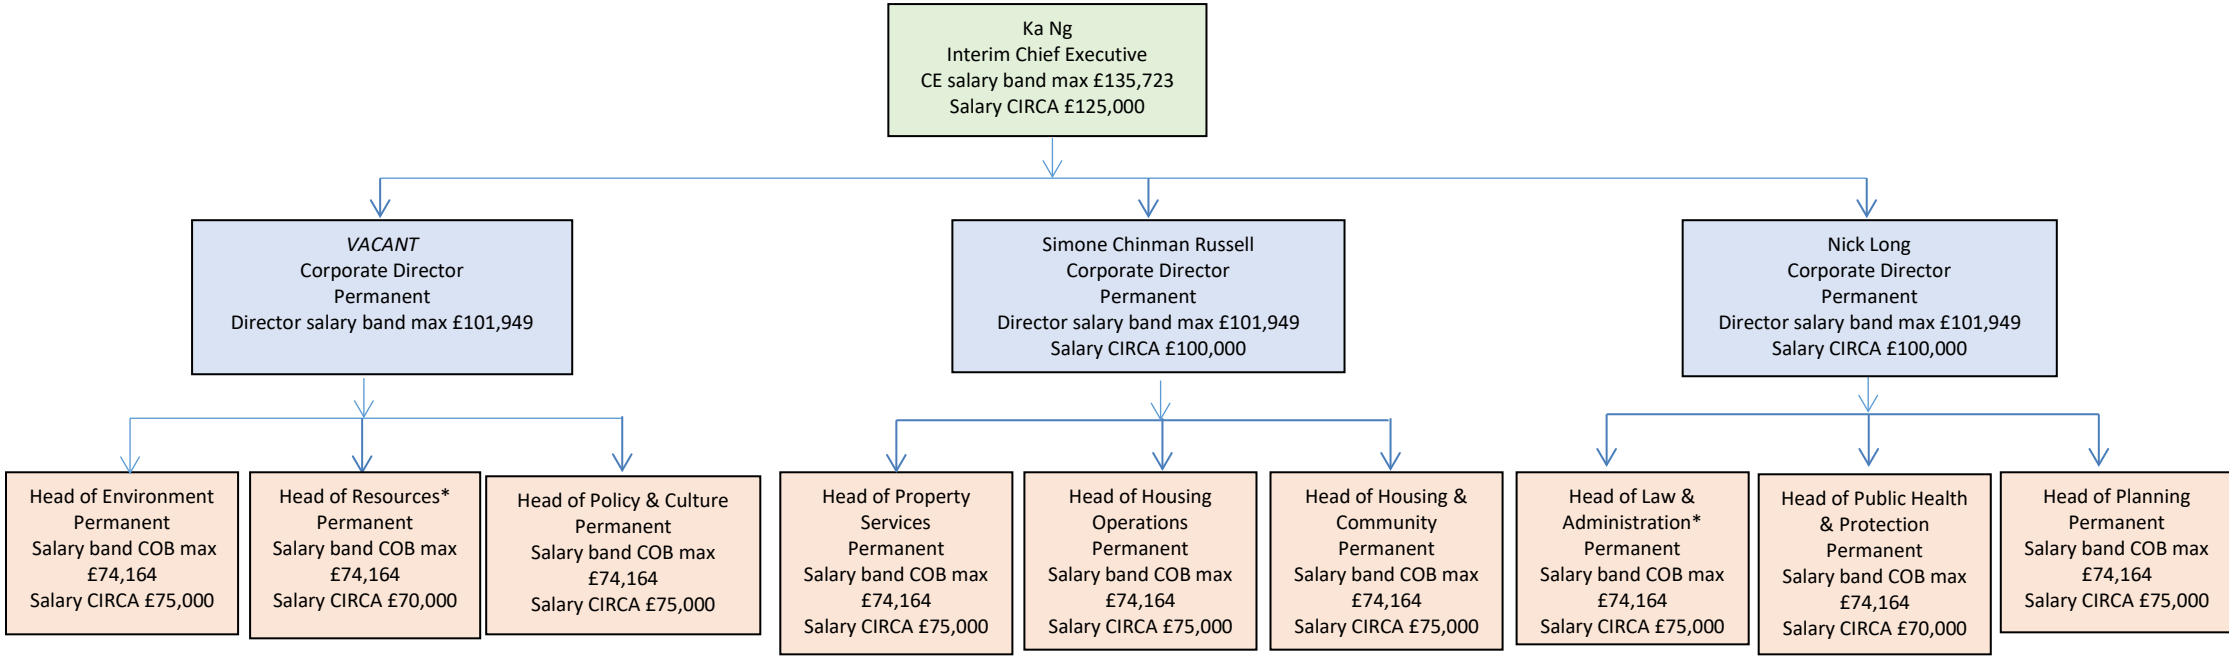 Ka Ng
Interim Chief Executive
CE salary band max £135,723
Salary CIRCA £125,000
VACANT
Corporate Director
Permanent
Director salary band max £101,949
Simone Chinman Russell
Corporate Director
Permanent
Director salary band max £101,949
Salary CIRCA £100,000
Nick Long
Corporate Director
Permanent
Director salary band max £101,949
Salary CIRCA £100,000
Head of Environment
Permanent
Salary band COB max
£74,164
Salary CIRCA £75,000
Head of Resources*
Permanent
Salary band COB max
£74,164
Salary CIRCA £70,000
Head of Policy & Culture
Permanent
Salary band COB max
£74,164
Salary CIRCA £75,000
Head of Property
Services
Permanent
Salary band COB max
£74,164
Salary CIRCA £75,000
Head of Housing
Operations
Permanent
Salary band COB max
£74,164
Salary CIRCA £75,000
Head of Housing &
Community
Permanent
Salary band COB max
£74,164
Salary CIRCA £75,000
Head of Law &
Administration*
Permanent
Salary band COB max
£74,164
Salary CIRCA £75,000
Head of Public Health
& Protection
Permanent
Salary band COB max
£74,164
Salary CIRCA £70,000
Head of Planning
Permanent
Salary band COB max
£74,164
Salary CIRCA £75,000